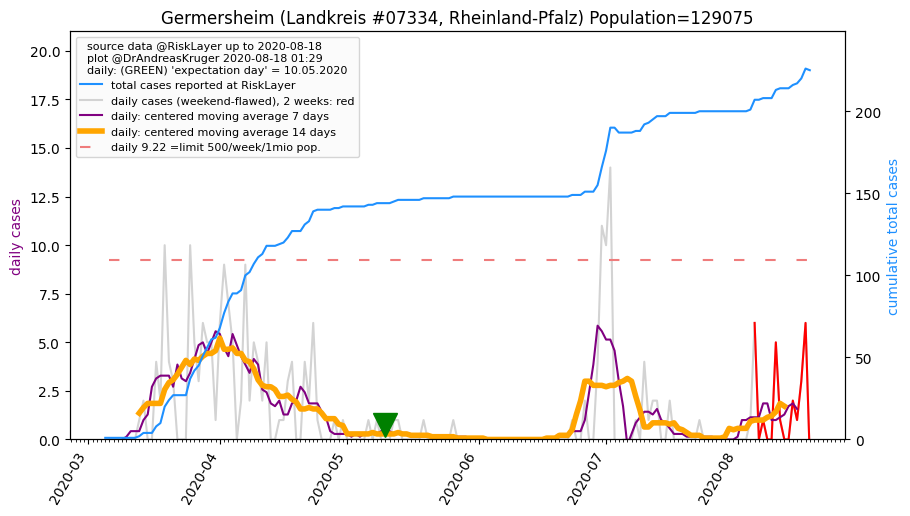 Germersheim (Landkreis #07334, Rheinland-Pfalz) Population=129075
source data @RiskLayer up to 2020-08-18
plot @DrAndreasKruger 2020-08-18 01:29
daily: (GREEN) 'expectation day' = 10.05.2020
total cases reported at RiskLayer
daily cases (weekend-flawed), 2 weeks: red
daily: centered moving average 7 days
daily: centered moving average 14 days
daily 9.22 =limit 500/week/1mio pop.
daily cases
20.0
17.5
15.0
12.5
10.0
7.5
5.0
2.5
0.0
200
150
100
50
0
cumulative total cases
2020-03
2020-04
2020-05
2020-06
2020-07
2020-08